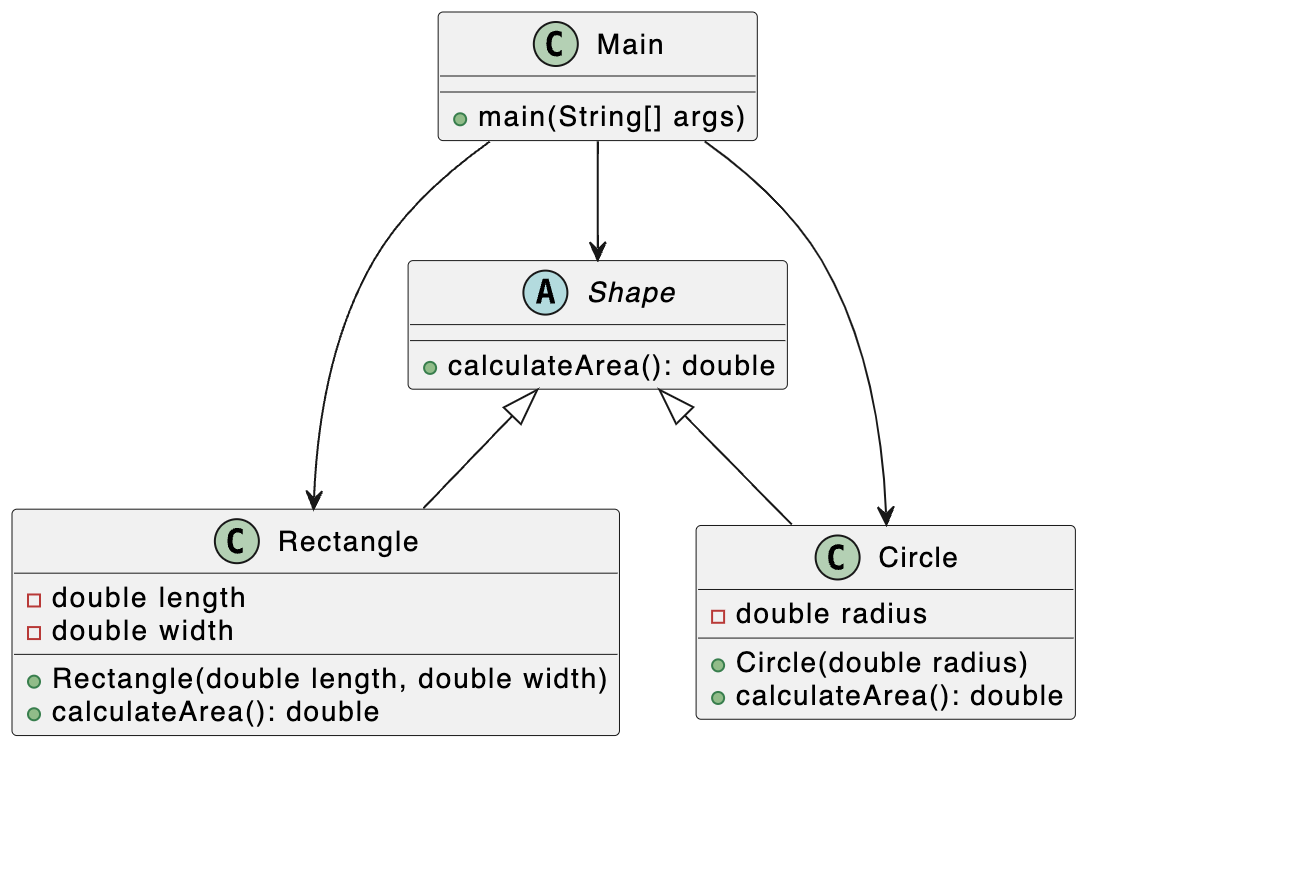 C Main
main(String[] args)
A Shape
calculateArea(): double
C Rectangle
double length
double width
Rectangle(double length, double width)
calculateArea(): double
C Circle
double radius
Circle(double radius)
calculateArea(): double